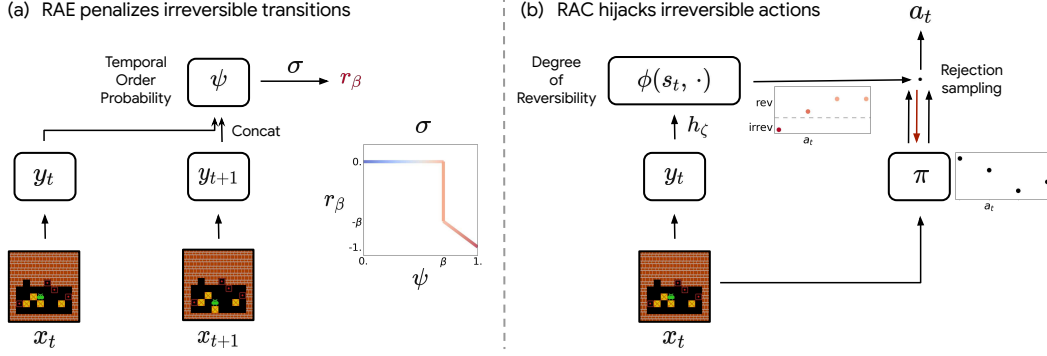 (a) RAE penalizes irreversible transitions
Temporal
Order
Probability
ψ
σ
r_β
Concat
y_t
y_{t+1}
x_t
x_{t+1}
σ
r_β
0.
-β
-1.
0.
β
1.
ψ
(b) RAC hijacks irreversible actions
a_t
Degree
of
Reversibility
ϕ(s_t, ·)
Rejection
sampling
rev
irrev
a_t
h_ζ
y_t
π
a_t
x_t